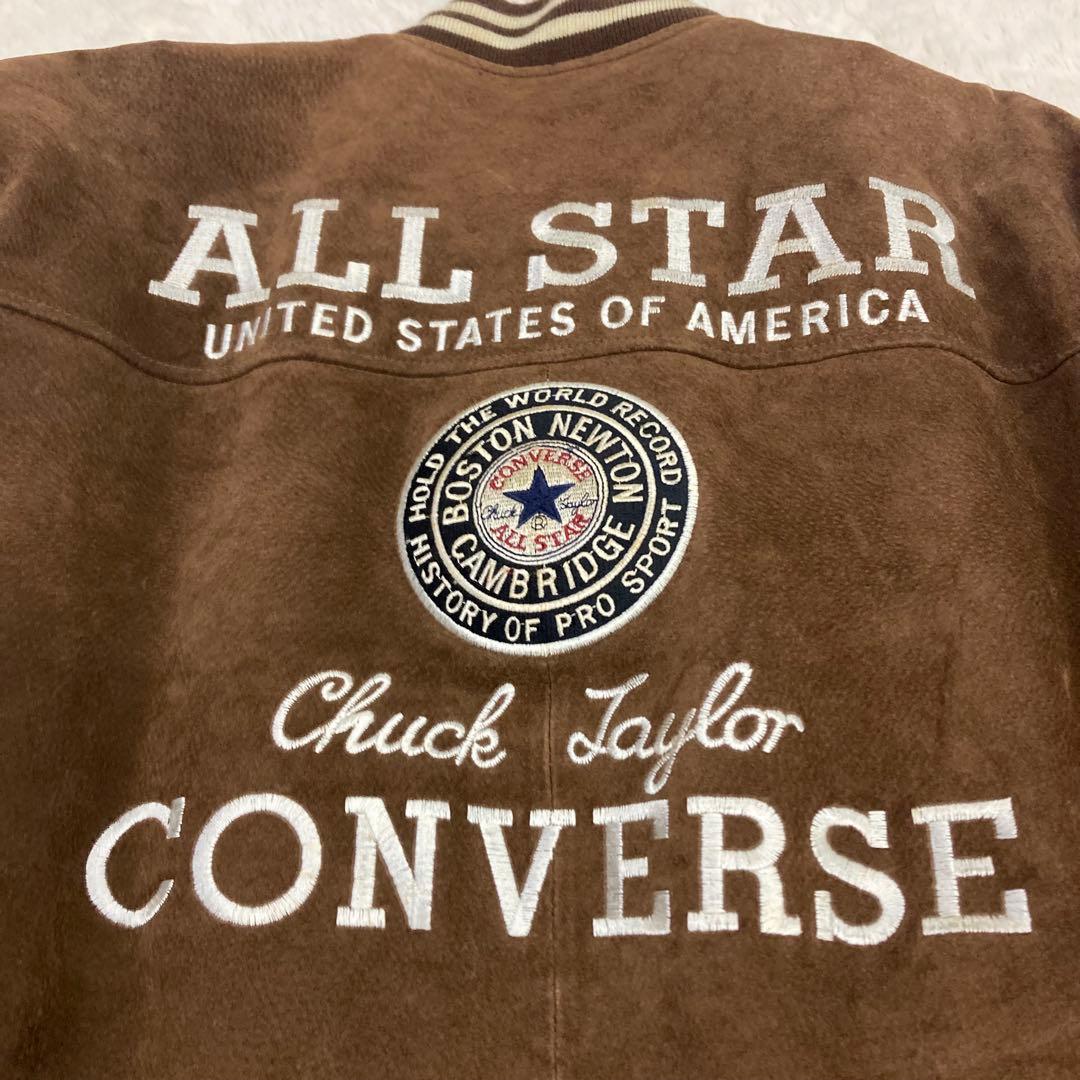 ALL STAR
UNITED STATES OF AMERICA
HOLD THE WORLD RECORD
HISTORY OF PRO SPORT
BOSTON NEWTON
CAMBRIDGE
CONVERSE
Chuck Taylor
®
ALL STAR
Chuck Taylor
CONVERSE